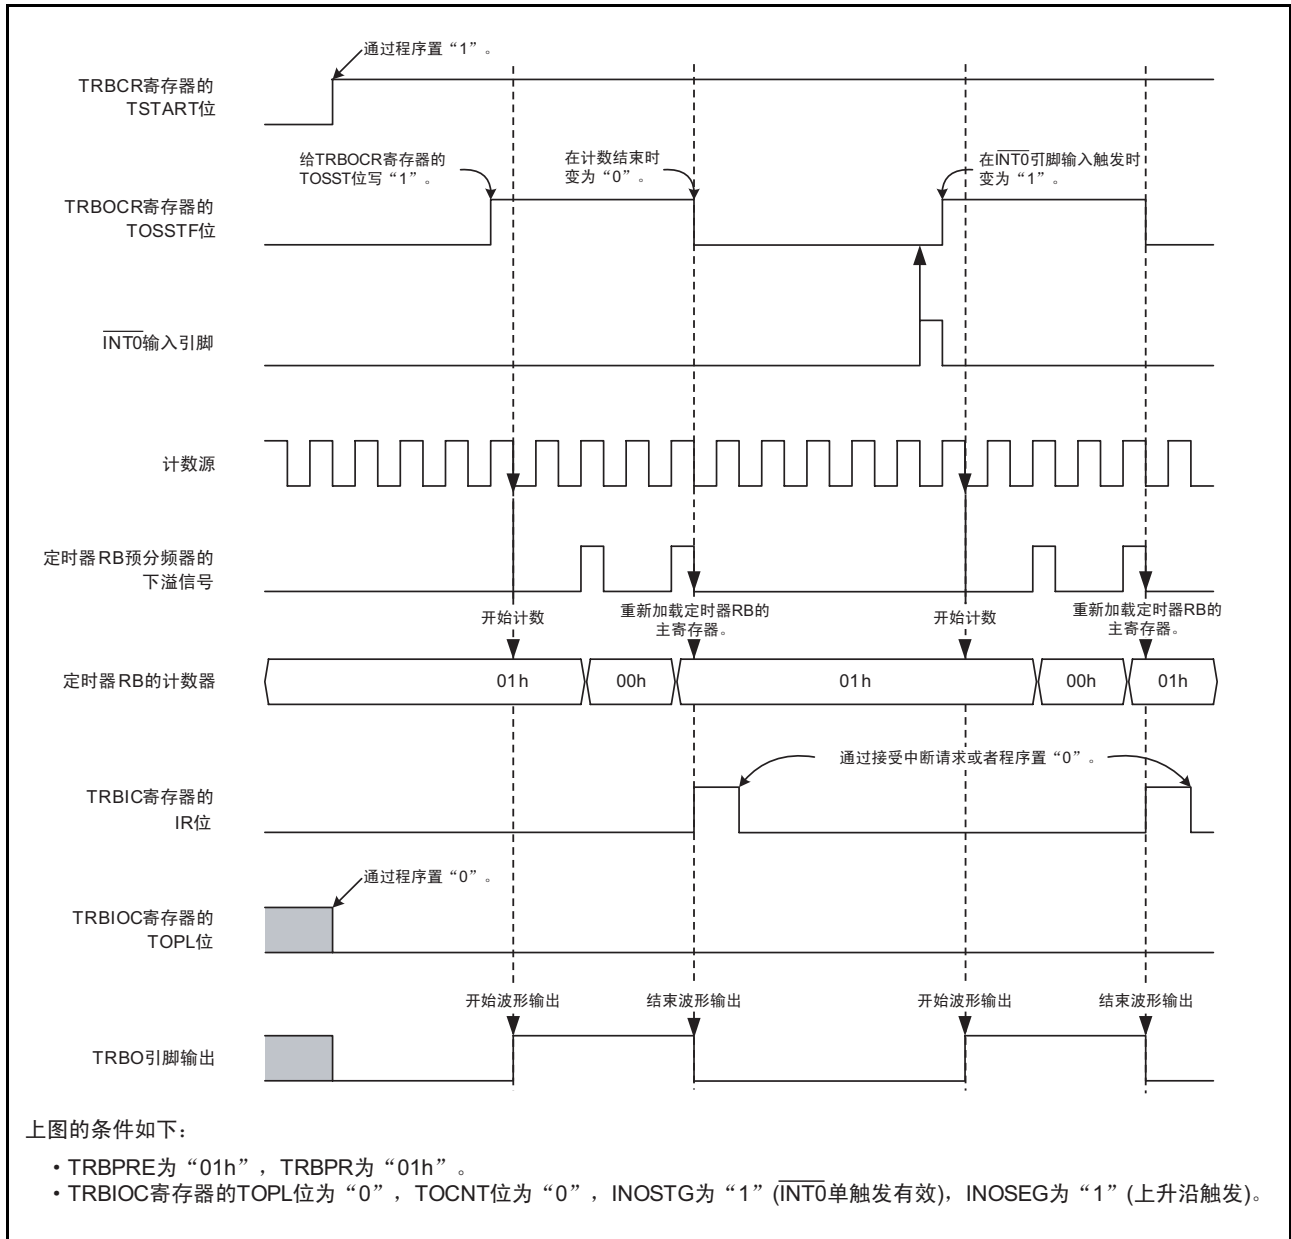 通过程序置“1”。
TRBCR寄存器的
TSTART位
给TRBOCR寄存器的
TOSST位写“1”。
在计数结束时
变为“0”。
在INT0引脚输入触发时
变为“1”。
TRBOCR寄存器的
TOSSTF位
INT0输入引脚
计数源
定时器RB预分频器的
下溢信号
开始计数
重新加载定时器RB的
主寄存器。
开始计数
重新加载定时器RB的
主寄存器。
定时器RB的计数器
01h
00h
01h
00h
01h
通过接受中断请求或者程序置“0”。
TRBIC寄存器的
IR位
通过程序置“0”。
TRBIOC寄存器的
TOPL位
开始波形输出
结束波形输出
开始波形输出
结束波形输出
TRBO引脚输出
上图的条件如下：
•TRBPRE为“01h”，TRBPR为“01h”。
•TRBIOC寄存器的TOPL位为“0”，TOCNT位为“0”，INOSTG为“1”(INT0单触发有效)，INOSEG为“1”(上升沿触发)。